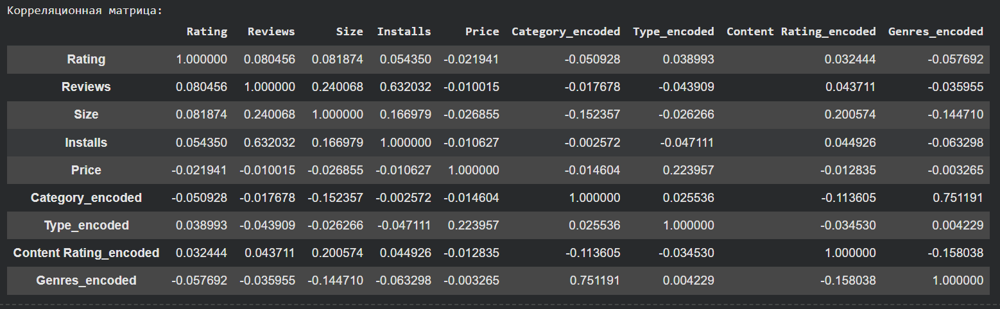 Корреляционная матрица:
Rating Reviews Size Installs Price Category_encoded Type_encoded Content Rating_encoded Genres_encoded
Rating 1.000000 0.080456 0.081874 0.054350 -0.021941 -0.050928 0.038993 0.032444 -0.057692
Reviews 0.080456 1.000000 0.240068 0.632032 -0.010015 -0.017678 -0.043909 0.043711 -0.035955
Size 0.081874 0.240068 1.000000 0.166979 -0.026855 -0.152357 -0.026266 0.200574 -0.144710
Installs 0.054350 0.632032 0.166979 1.000000 -0.010627 -0.002572 -0.047111 0.044926 -0.063298
Price -0.021941 -0.010015 -0.026855 -0.010627 1.000000 -0.014604 0.223957 -0.012835 -0.003265
Category_encoded -0.050928 -0.017678 -0.152357 -0.002572 -0.014604 1.000000 0.025536 -0.113605 0.751191
Type_encoded 0.038993 -0.043909 -0.026266 -0.047111 0.223957 0.025536 1.000000 -0.034530 0.004229
Content Rating_encoded 0.032444 0.043711 0.200574 0.044926 -0.012835 -0.113605 -0.034530 1.000000 -0.158038
Genres_encoded -0.057692 -0.035955 -0.144710 -0.063298 -0.003265 0.751191 0.004229 -0.158038 1.000000